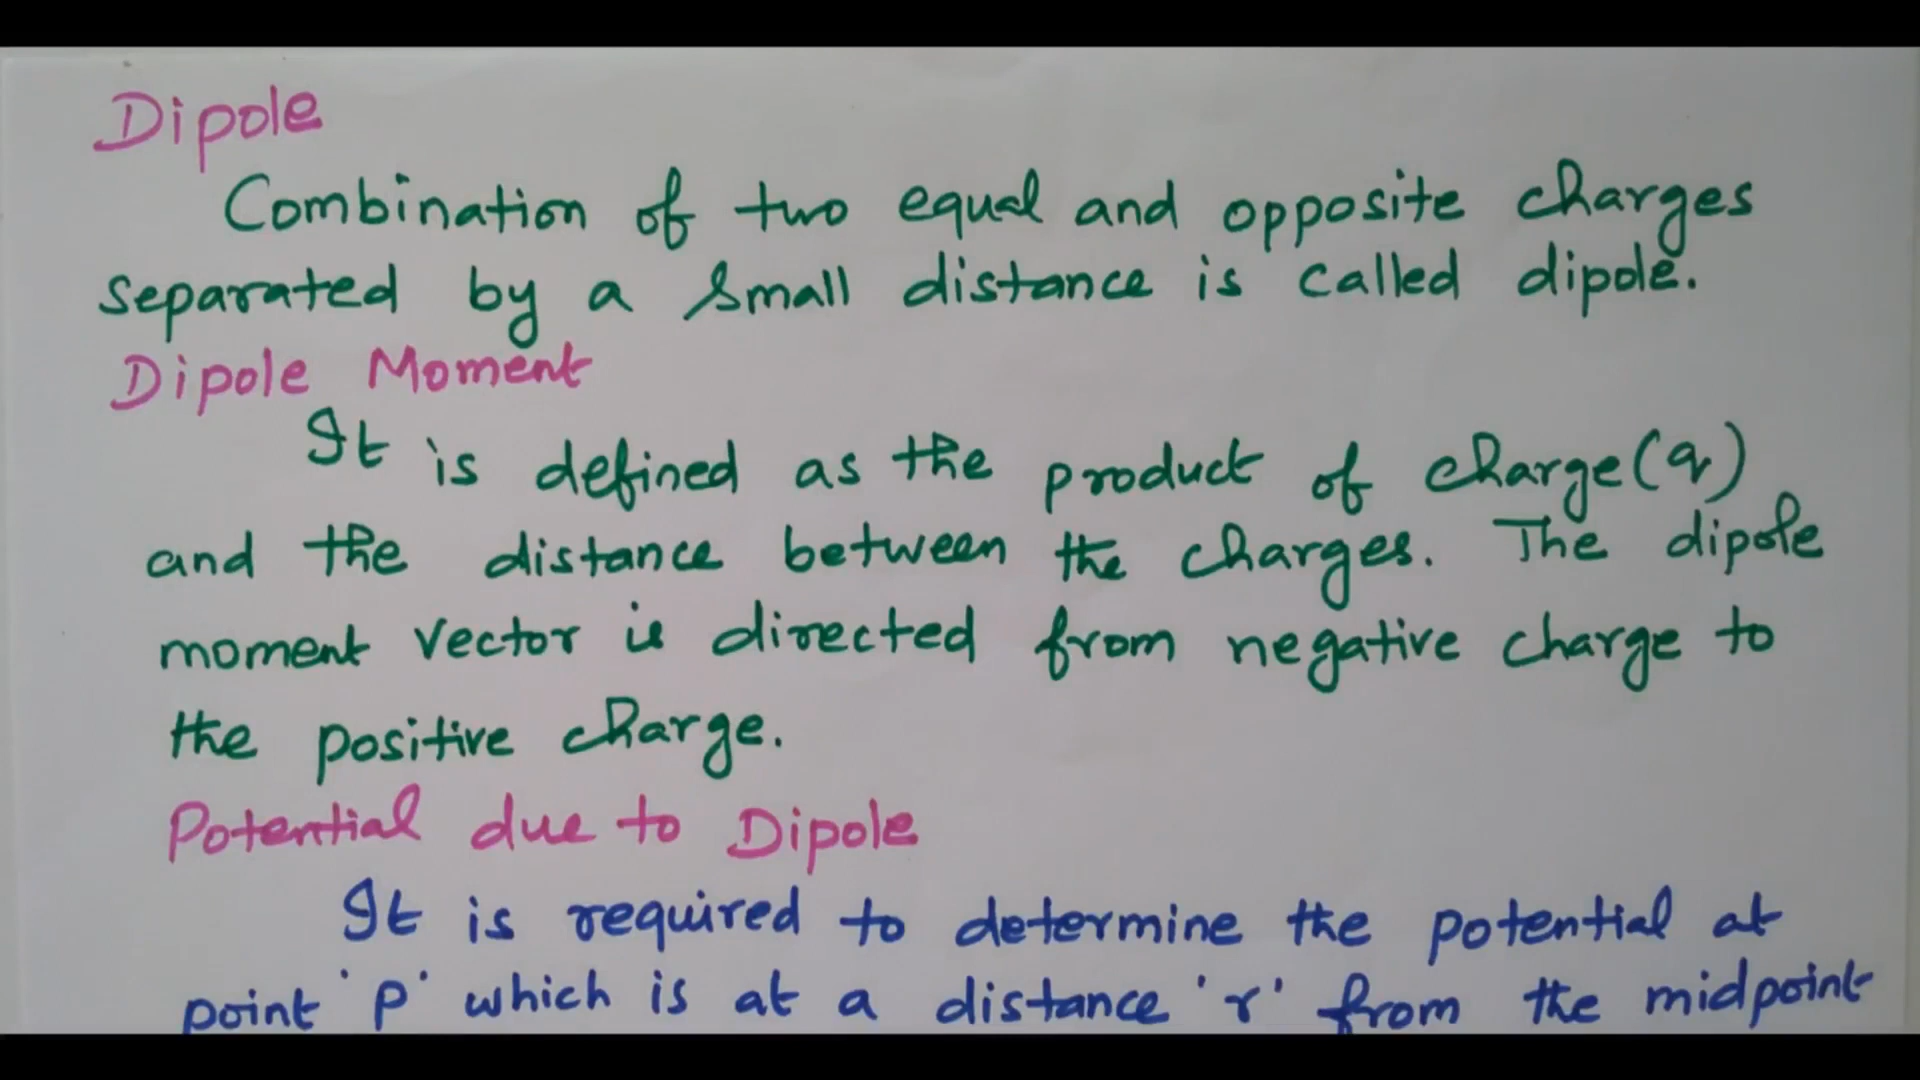 Dipole
Combination of two equal and opposite charges
separated by a small distance is called dipole.
Dipole Moment
It is defined as the product of charge(q)
and the distance between the charges. The dipole
moment vector is directed from negative charge to
the positive charge.
Potential due to Dipole
It is required to determine the potential at
point 'p' which is at a distance 'r' from the midpoint